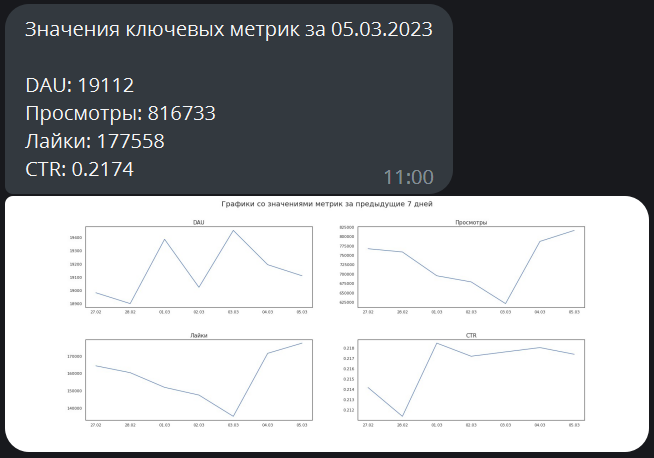 Значения ключевых метрик за 05.03.2023
DAU: 19112
Просмотры: 816733
Лайки: 177558
CTR: 0.2174
11:00
Графики со значениями метрик за предыдущие 7 дней
DAU
19400
19300
19200
19100
19000
18900
27.02 28.02 01.03 02.03 03.03 04.03 05.03
Просмотры
825000
800000
775000
750000
725000
700000
675000
650000
625000
27.02 28.02 01.03 02.03 03.03 04.03 05.03
Лайки
170000
160000
150000
140000
27.02 28.02 01.03 02.03 03.03 04.03 05.03
CTR
0.218
0.217
0.216
0.215
0.214
0.213
0.212
27.02 28.02 01.03 02.03 03.03 04.03 05.03